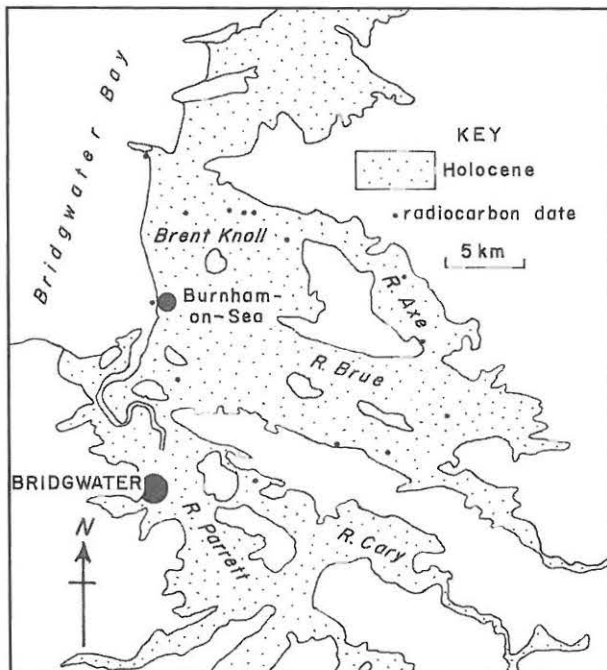 Bridgwater Bay
KEY
Holocene
radiocarbon date
5 km
Brent Knoll
R. Axe
Burnham-
on-Sea
R. Brue
BRIDGWATER
R. Parrett
R. Cary
N